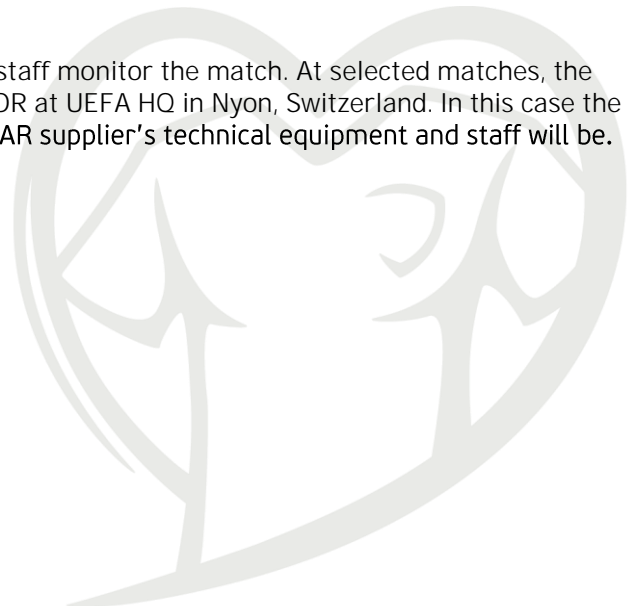 staff monitor the match. At selected matches, the
OR at UEFA HQ in Nyon, Switzerland. In this case the
AR supplier's technical equipment and staff will be.